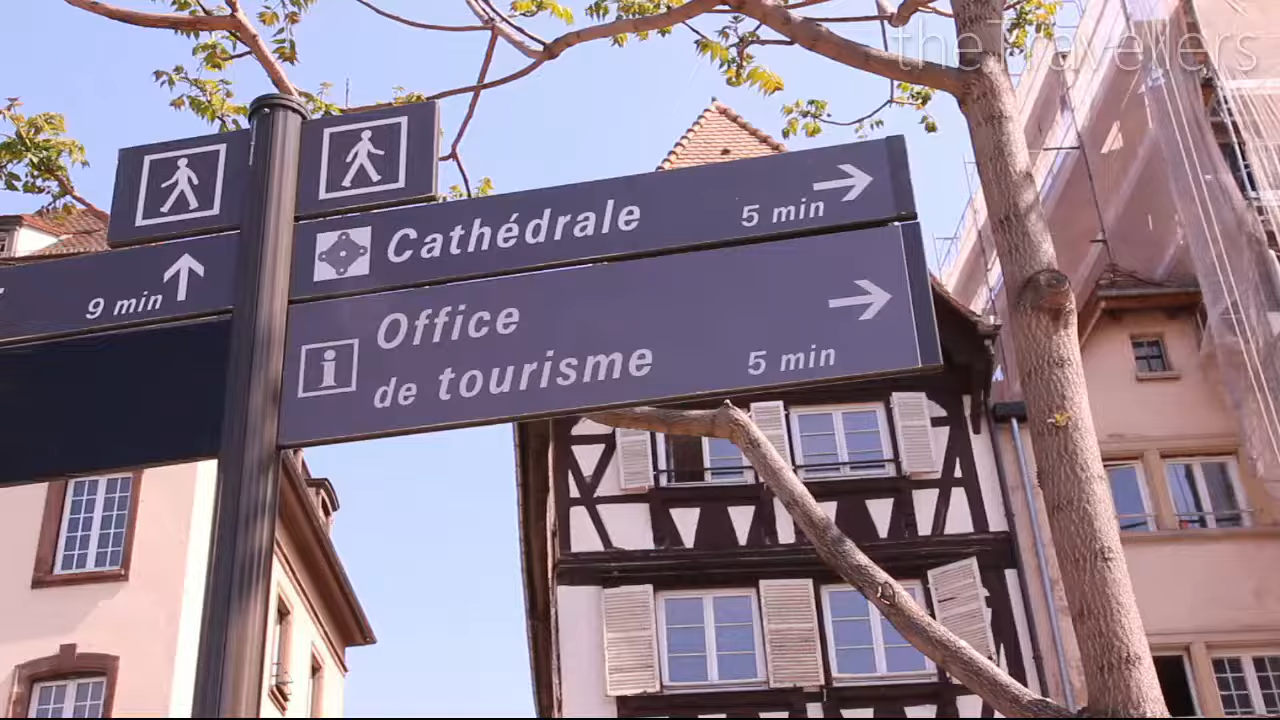 the Travellers
Cathédrale 5 min
9 min
Office
de tourisme 5 min